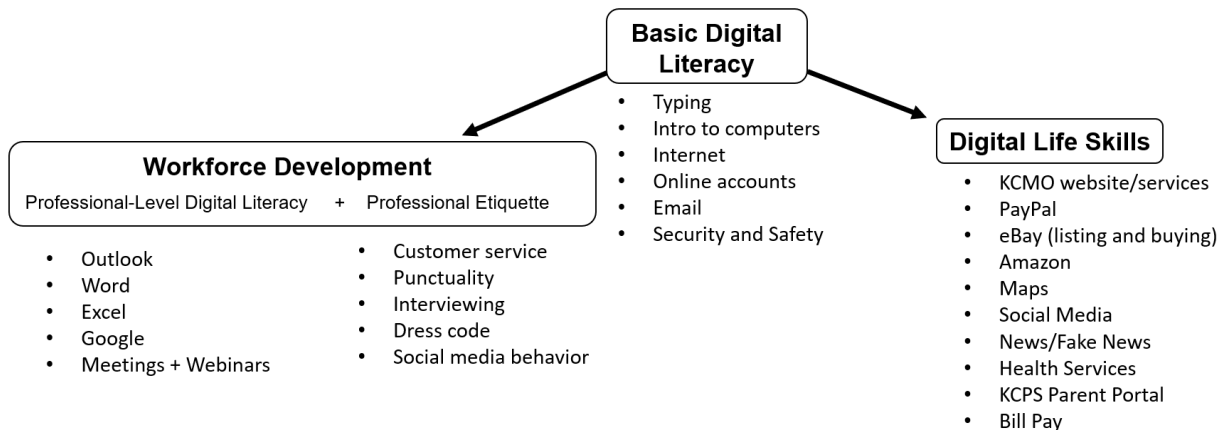 Basic Digital
Literacy
• Typing
• Intro to computers
• Internet
• Online accounts
• Email
• Security and Safety
Workforce Development
Professional-Level Digital Literacy + Professional Etiquette
• Outlook
• Word
• Excel
• Google
• Meetings + Webinars
• Customer service
• Punctuality
• Interviewing
• Dress code
• Social media behavior
Digital Life Skills
• KCMO website/services
• PayPal
• eBay (listing and buying)
• Amazon
• Maps
• Social Media
• News/Fake News
• Health Services
• KCPS Parent Portal
• Bill Pay